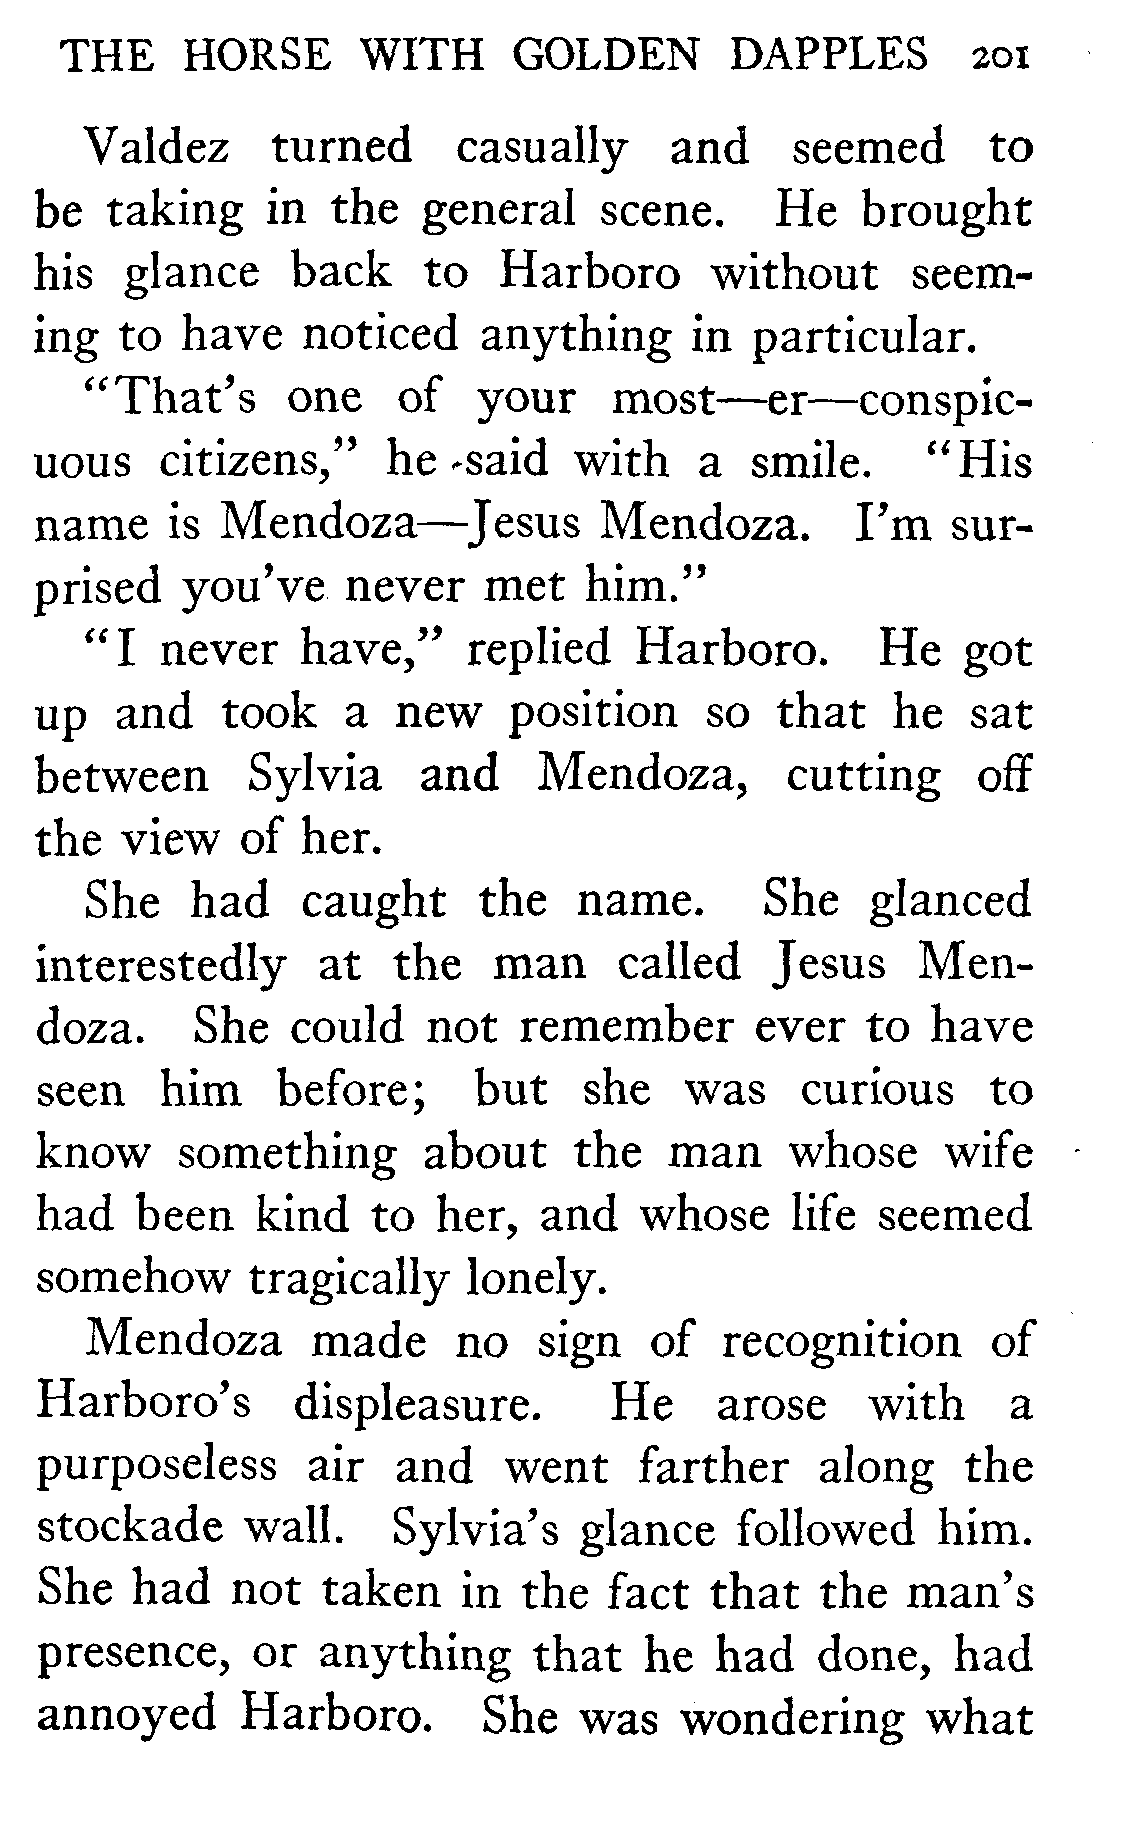 THE HORSE WITH GOLDEN DAPPLES 201
Valdez turned casually and seemed to
be taking in the general scene. He brought
his glance back to Harboro without seem-
ing to have noticed anything in particular.
"That's one of your most—er—conspic-
uous citizens," he said with a smile. "His
name is Mendoza—Jesus Mendoza. I'm sur-
prised you've never met him."
"I never have," replied Harboro. He got
up and took a new position so that he sat
between Sylvia and Mendoza, cutting off
the view of her.
She had caught the name. She glanced
interestedly at the man called Jesus Men-
doza. She could not remember ever to have
seen him before; but she was curious to
know something about the man whose wife
had been kind to her, and whose life seemed
somehow tragically lonely.
Mendoza made no sign of recognition of
Harboro's displeasure. He arose with a
purposeless air and went farther along the
stockade wall. Sylvia's glance followed him.
She had not taken in the fact that the man's
presence, or anything that he had done, had
annoyed Harboro. She was wondering what